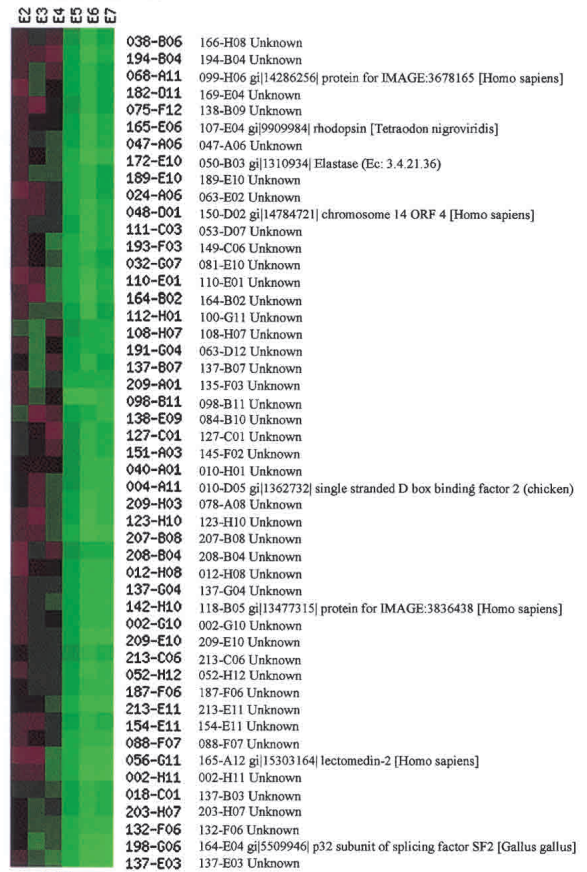 E2 E3 E4 E5 E6 E7
038-B06 166-H08 Unknown
194-B04 194-B04 Unknown
068-A11 099-H06 gi|14286256| protein for IMAGE:3678165 [Homo sapiens]
182-D11 169-E04 Unknown
075-F12 138-B09 Unknown
165-E06 107-E04 gi|9909984| rhodopsin [Tetraodon nigroviridis]
047-A06 047-A06 Unknown
172-E10 050-B03 gi|1310934| Elastase (Ec: 3.4.21.36)
189-E10 189-E10 Unknown
024-A06 063-E02 Unknown
048-D01 150-D02 gi|14784721| chromosome 14 ORF 4 [Homo sapiens]
111-C03 053-D07 Unknown
193-F03 149-C06 Unknown
032-G07 081-E10 Unknown
110-E01 110-E01 Unknown
164-B02 164-B02 Unknown
112-H01 100-G11 Unknown
108-H07 108-H07 Unknown
191-G04 063-D12 Unknown
137-B07 137-B07 Unknown
209-A01 135-F03 Unknown
098-B11 098-B11 Unknown
138-E09 084-B10 Unknown
127-C01 127-C01 Unknown
151-A03 145-F02 Unknown
040-A01 010-H01 Unknown
004-A11 010-D05 gi|1362732| single stranded D box binding factor 2 (chicken)
209-H03 078-A08 Unknown
123-H10 123-H10 Unknown
207-B08 207-B08 Unknown
208-B04 208-B04 Unknown
012-H08 012-H08 Unknown
137-G04 137-G04 Unknown
142-H10 118-B05 gi|13477315| protein for IMAGE:3836438 [Homo sapiens]
002-G10 002-G10 Unknown
209-E10 209-E10 Unknown
213-C06 213-C06 Unknown
052-H12 052-H12 Unknown
187-F06 187-F06 Unknown
213-E11 213-E11 Unknown
154-E11 154-E11 Unknown
088-F07 088-F07 Unknown
056-G11 165-A12 gi|15303164| lectomedin-2 [Homo sapiens]
002-H11 002-H11 Unknown
018-C01 137-B03 Unknown
203-H07 203-H07 Unknown
132-F06 132-F06 Unknown
198-G06 164-E04 gi|5509946| p32 subunit of splicing factor SF2 [Gallus gallus]
137-E03 137-E03 Unknown